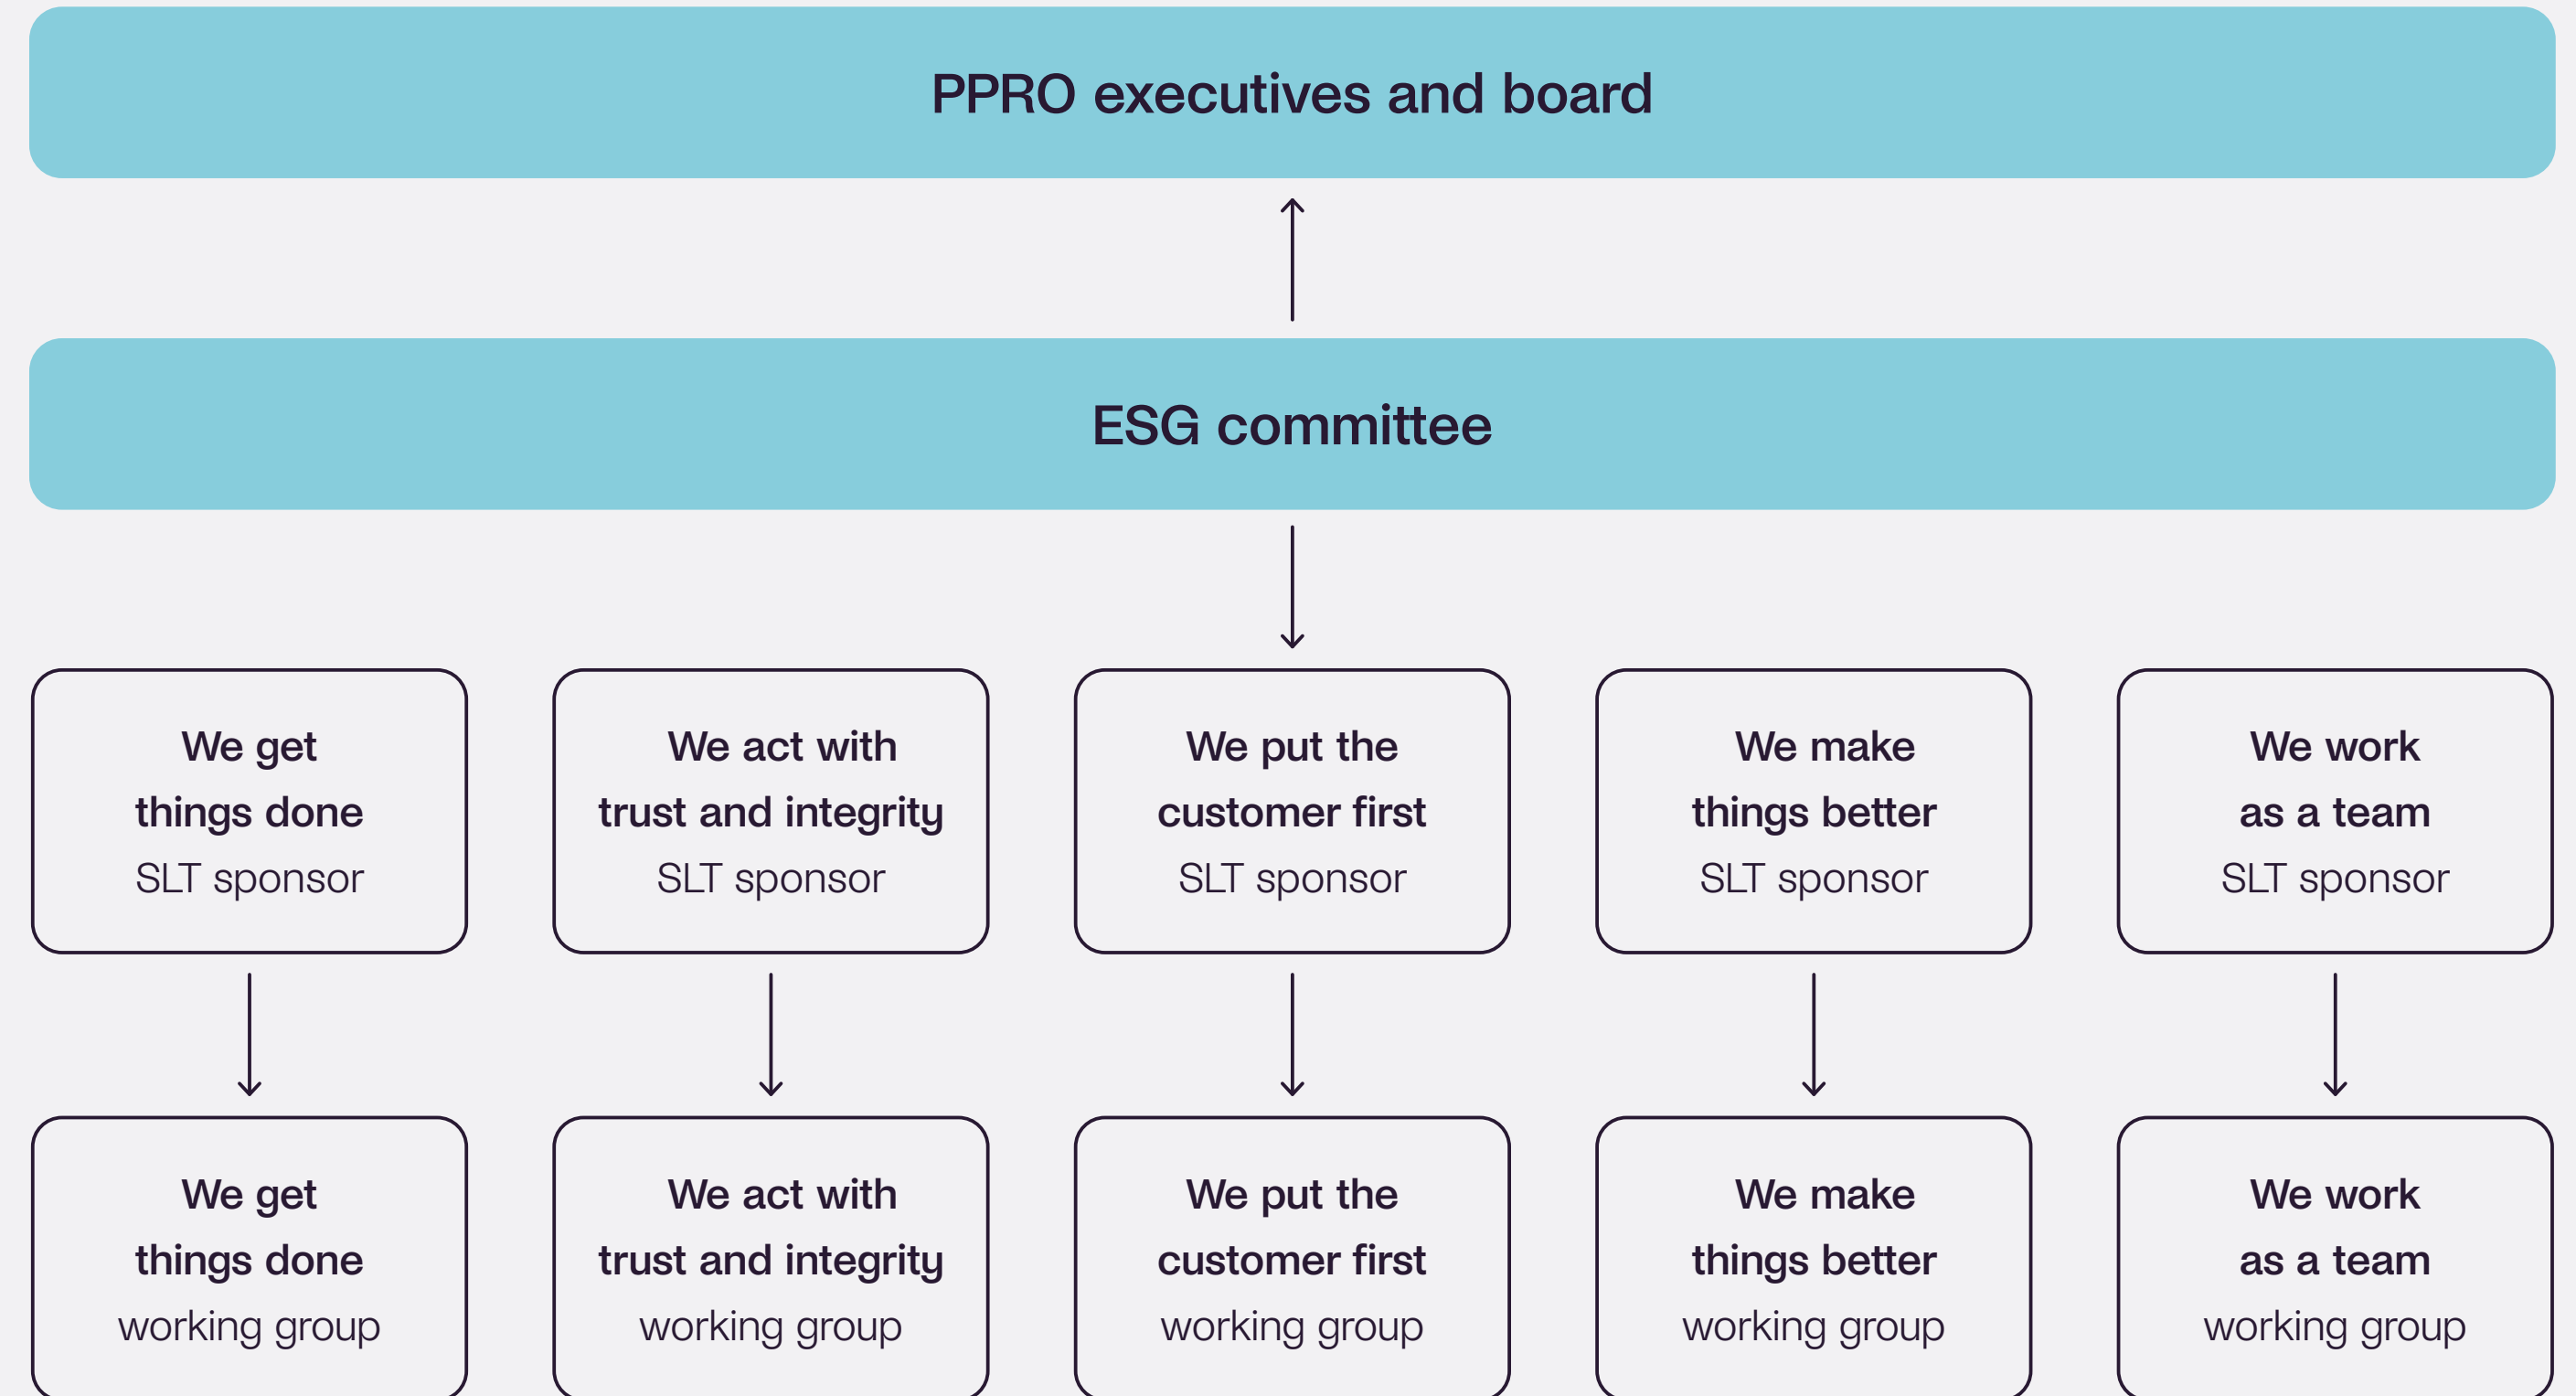 PPRO executives and board
ESG committee
We get
things done
SLT sponsor
We act with
trust and integrity
SLT sponsor
We put the
customer first
SLT sponsor
We make
things better
SLT sponsor
We work
as a team
SLT sponsor
We get
things done
working group
We act with
trust and integrity
working group
We put the
customer first
working group
We make
things better
working group
We work
as a team
working group